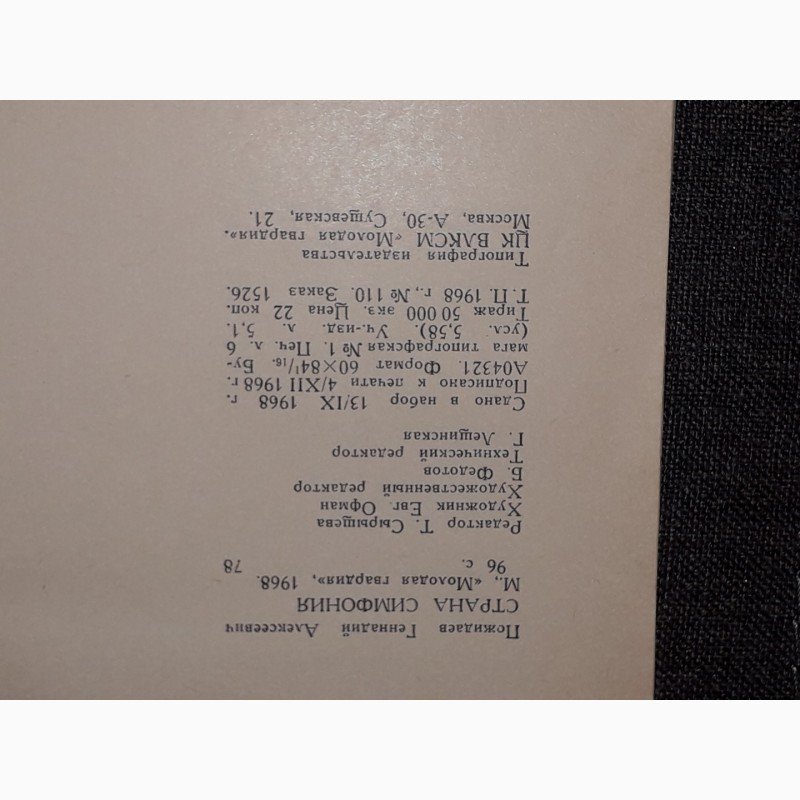 Пожидаев Геннадий Алексеевич
СТРАНА СИМФОНИЯ
М., «Молодая гвардия», 1968.
96 с. 78
Редактор Т. Сырыщева
Художник Евг. Офман
Художественный редактор
Б. Федотов
Технический редактор
Г. Лещинская
Сдано в набор 13/IX 1968 г.
Подписано к печати 4/XII 1968 г
А04321. Формат 60×84¹/₁₆. Бу-
мага типографская № 1. Печ. л. 6
(усл. 5,58). Уч.-изд. л. 5,1.
Тираж 50 000 экз. Цена 22 коп.
Т. П. 1968 г., № 110. Заказ 1526.
Типография издательства
ЦК ВЛКСМ «Молодая гвардия».
Москва, А-30, Сущевская, 21.